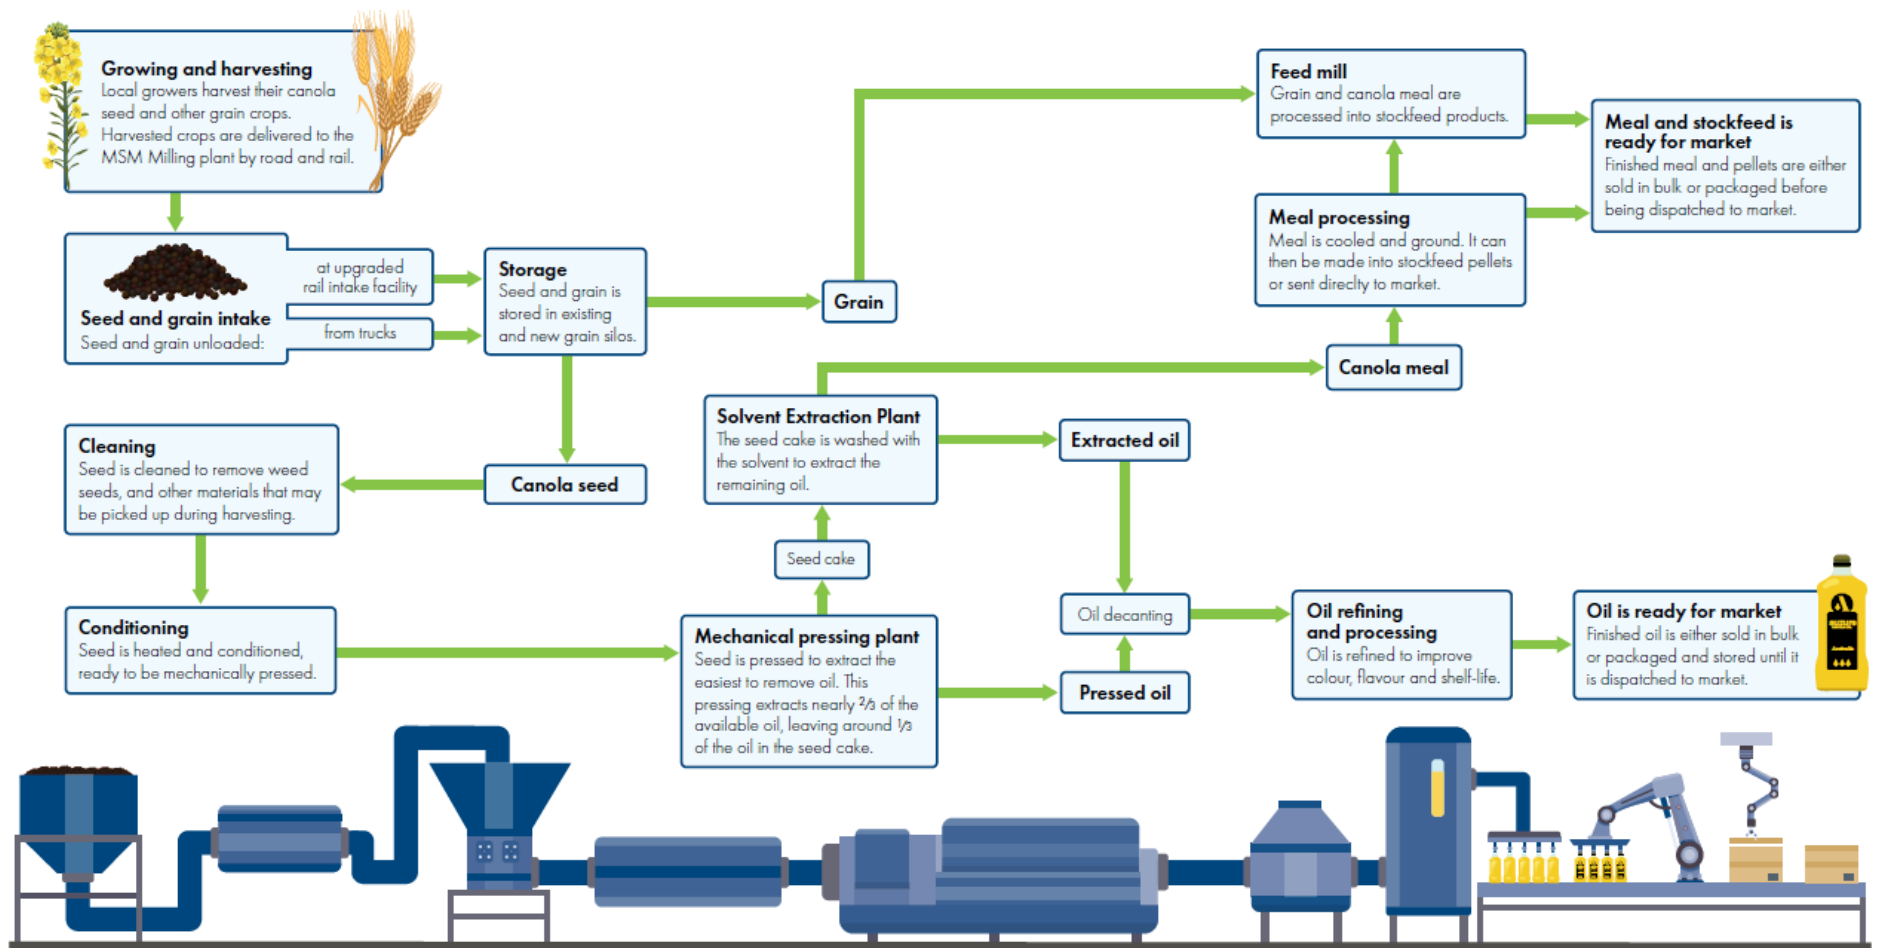 Growing and harvesting
Local growers harvest their canola
seed and other grain crops.
Harvested crops are delivered to the
MSM Milling plant by road and rail.
Seed and grain intake
Seed and grain unloaded:
at upgraded
rail intake facility
from trucks
Storage
Seed and grain is
stored in existing
and new grain silos.
Grain
Feed mill
Grain and canola meal are
processed into stockfeed products.
Meal and stockfeed is
ready for market
Finished meal and pellets are either
sold in bulk or packaged before
being dispatched to market.
Meal processing
Meal is cooled and ground. It can
then be made into stockfeed pellets
or sent direclty to market.
Canola meal
Canola seed
Cleaning
Seed is cleaned to remove weed
seeds, and other materials that may
be picked up during harvesting.
Conditioning
Seed is heated and conditioned,
ready to be mechanically pressed.
Solvent Extraction Plant
The seed cake is washed with
the solvent to extract the
remaining oil.
Seed cake
Mechanical pressing plant
Seed is pressed to extract the
easiest to remove oil. This
pressing extracts nearly ⅔ of the
available oil, leaving around ⅓
of the oil in the seed cake.
Extracted oil
Oil decanting
Pressed oil
Oil refining
and processing
Oil is refined to improve
colour, flavour and shelf-life.
Oil is ready for market
Finished oil is either sold in bulk
or packaged and stored until it
is dispatched to market.